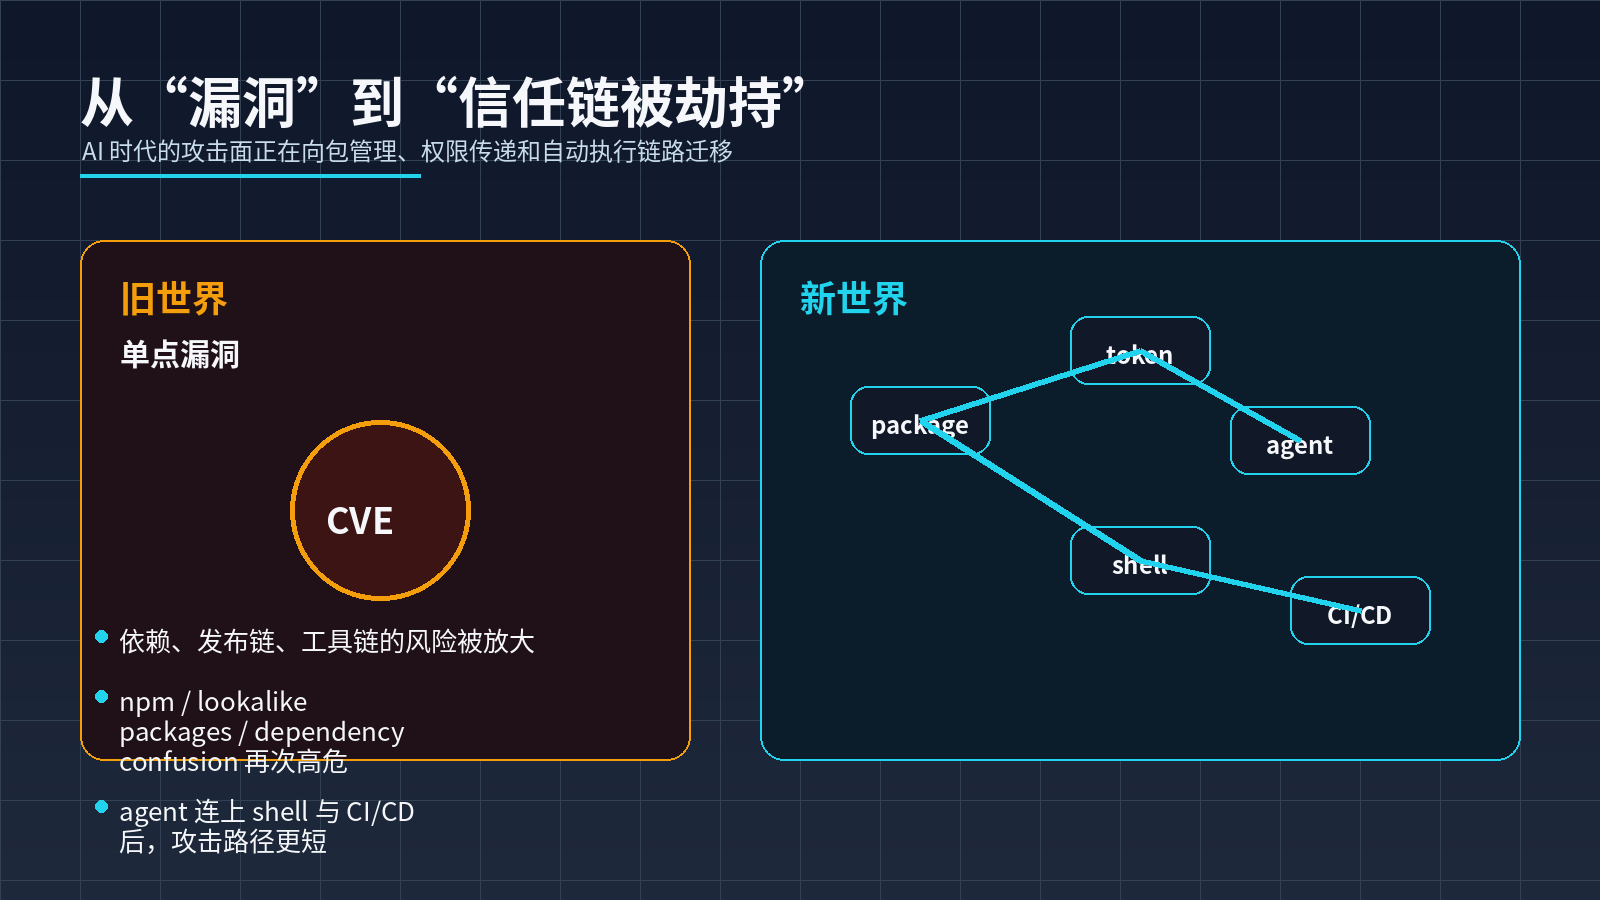 从“漏洞”到“信任链被劫持”
AI 时代的攻击面正在向包管理、权限传递和自动执行链路迁移
旧世界
单点漏洞
CVE
依赖、发布链、工具链的风险被放大
npm / lookalike
packages / dependency
confusion 再次高危
agent 连上 shell 与 CI/CD
后，攻击路径更短
新世界
token
package
agent
shell
CI/CD